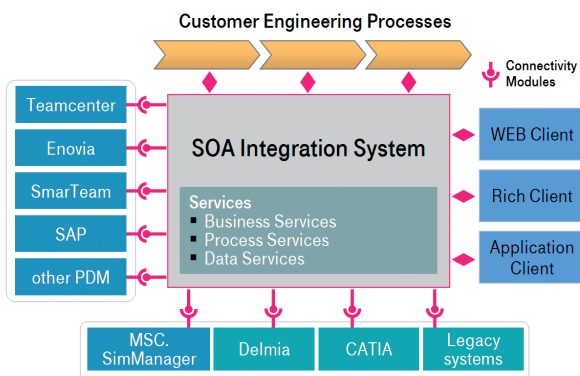 Customer Engineering Processes
Connectivity
Modules
Teamcenter
Enovia
SmarTeam
SAP
other PDM
SOA Integration System
Services
▪ Business Services
▪ Process Services
▪ Data Services
WEB Client
Rich Client
Application
Client
MSC.
SimManager
Delmia
CATIA
Legacy
systems